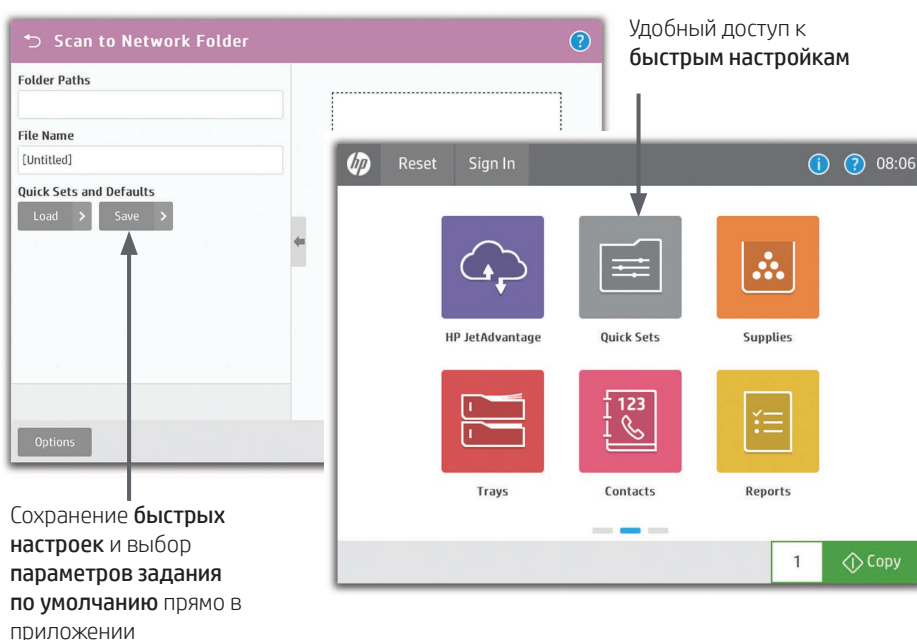 Scan to Network Folder
?
Folder Paths
File Name
[Untitled]
Quick Sets and Defaults
Load >
Save >
Options
Удобный доступ к
быстрым настройкам
hp
Reset
Sign In
i
?
08:06
HP JetAdvantage
Quick Sets
Supplies
123
Trays
Contacts
Reports
1
Copy
Сохранение быстрых
настроек и выбор
параметров задания
по умолчанию прямо в
приложении